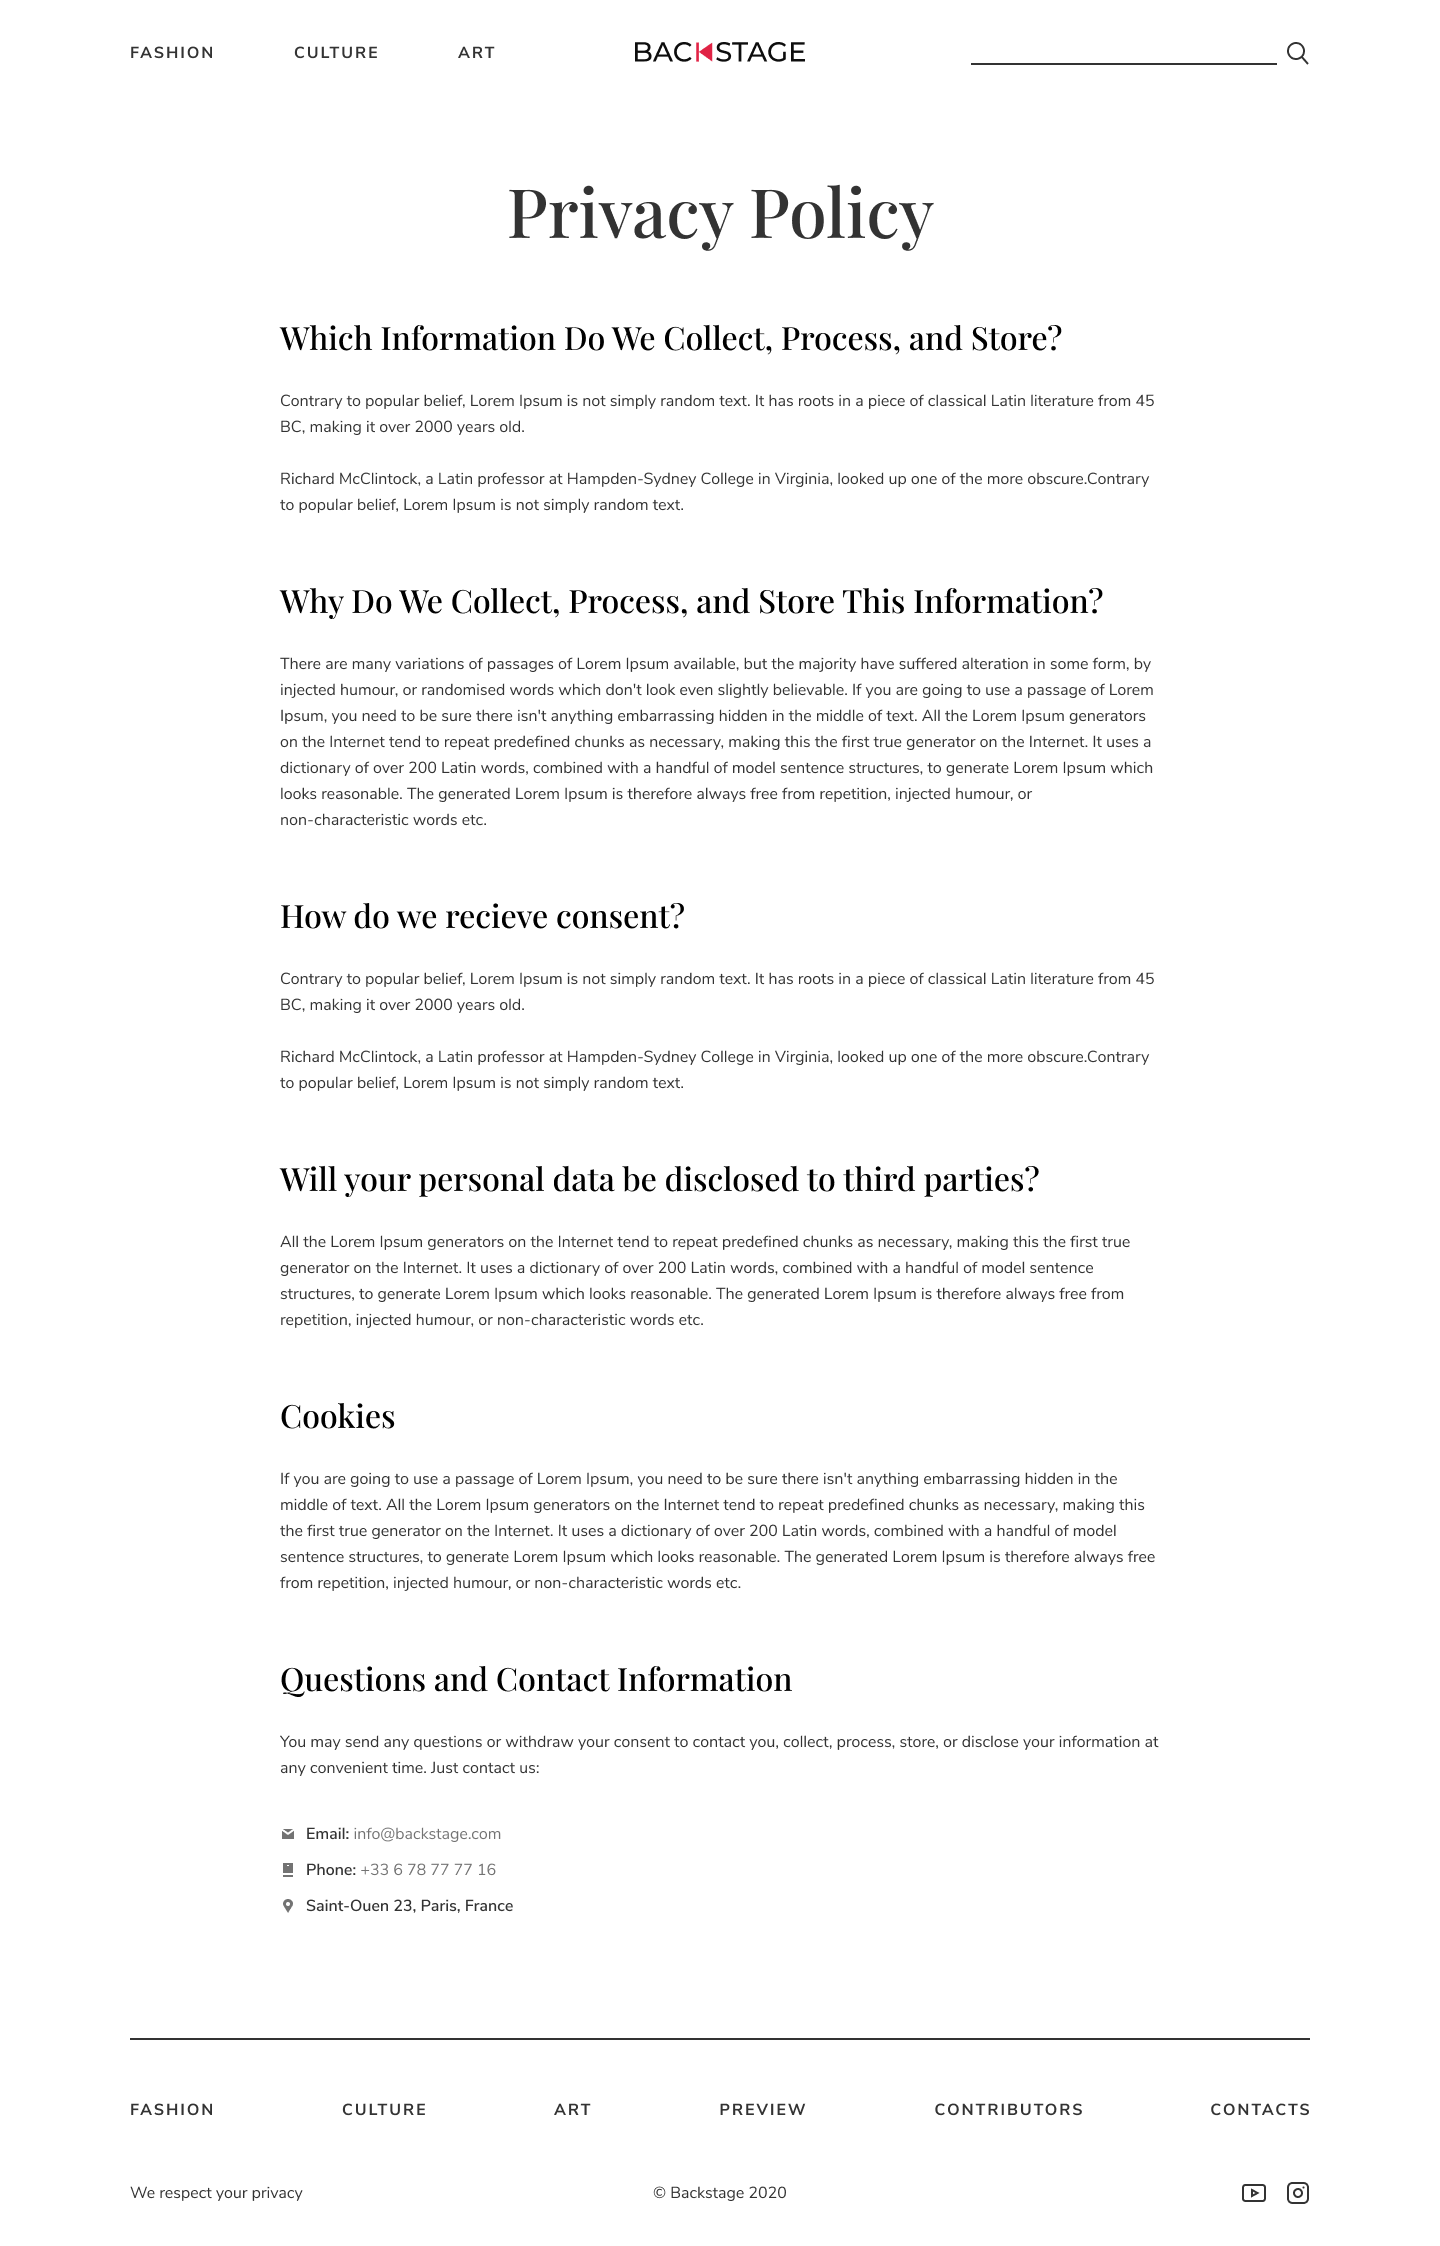 FASHION CULTURE ART BACKSTAGE
Privacy Policy
Which Information Do We Collect, Process, and Store?
Contrary to popular belief, Lorem Ipsum is not simply random text. It has roots in a piece of classical Latin literature from 45
BC, making it over 2000 years old.
Richard McClintock, a Latin professor at Hampden-Sydney College in Virginia, looked up one of the more obscure.Contrary
to popular belief, Lorem Ipsum is not simply random text.
Why Do We Collect, Process, and Store This Information?
There are many variations of passages of Lorem Ipsum available, but the majority have suffered alteration in some form, by
injected humour, or randomised words which don't look even slightly believable. If you are going to use a passage of Lorem
Ipsum, you need to be sure there isn't anything embarrassing hidden in the middle of text. All the Lorem Ipsum generators
on the Internet tend to repeat predefined chunks as necessary, making this the first true generator on the Internet. It uses a
dictionary of over 200 Latin words, combined with a handful of model sentence structures, to generate Lorem Ipsum which
looks reasonable. The generated Lorem Ipsum is therefore always free from repetition, injected humour, or
non-characteristic words etc.
How do we recieve consent?
Contrary to popular belief, Lorem Ipsum is not simply random text. It has roots in a piece of classical Latin literature from 45
BC, making it over 2000 years old.
Richard McClintock, a Latin professor at Hampden-Sydney College in Virginia, looked up one of the more obscure.Contrary
to popular belief, Lorem Ipsum is not simply random text.
Will your personal data be disclosed to third parties?
All the Lorem Ipsum generators on the Internet tend to repeat predefined chunks as necessary, making this the first true
generator on the Internet. It uses a dictionary of over 200 Latin words, combined with a handful of model sentence
structures, to generate Lorem Ipsum which looks reasonable. The generated Lorem Ipsum is therefore always free from
repetition, injected humour, or non-characteristic words etc.
Cookies
If you are going to use a passage of Lorem Ipsum, you need to be sure there isn't anything embarrassing hidden in the
middle of text. All the Lorem Ipsum generators on the Internet tend to repeat predefined chunks as necessary, making this
the first true generator on the Internet. It uses a dictionary of over 200 Latin words, combined with a handful of model
sentence structures, to generate Lorem Ipsum which looks reasonable. The generated Lorem Ipsum is therefore always free
from repetition, injected humour, or non-characteristic words etc.
Questions and Contact Information
You may send any questions or withdraw your consent to contact you, collect, process, store, or disclose your information at
any convenient time. Just contact us:
Email: info@backstage.com
Phone: +33 6 78 77 77 16
Saint-Ouen 23, Paris, France
FASHION CULTURE ART PREVIEW CONTRIBUTORS CONTACTS
We respect your privacy © Backstage 2020